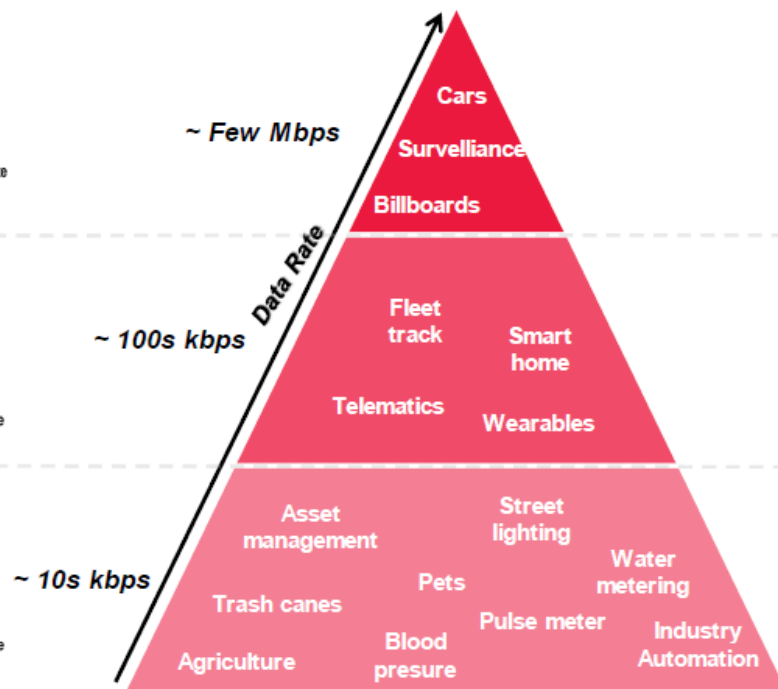 Cars
~ Few Mbps
Survelliance
Billboards
Data Rate
Fleet
track
Smart
home
~ 100s kbps
Telematics
Wearables
Asset
management
Street
lighting
Water
metering
~ 10s kbps
Pets
Trash canes
Pulse meter
Industry
Automation
Blood
presure
Agriculture